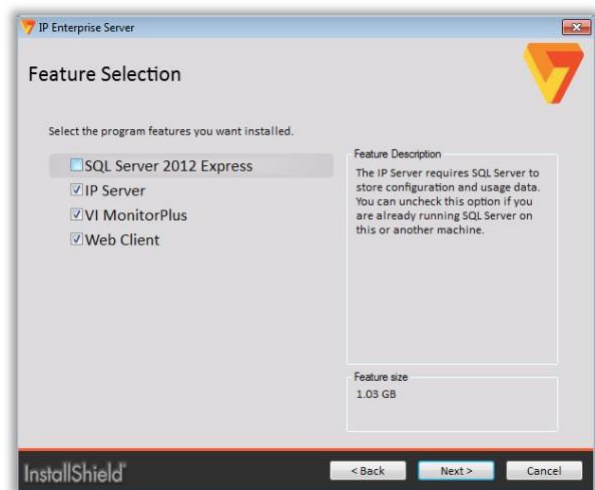 IP Enterprise Server
Feature Selection
Select the program features you want installed.
SQL Server 2012 Express
IP Server
VI MonitorPlus
Web Client
Feature Description
The IP Server requires SQL Server to
store configuration and usage data.
You can uncheck this option if you
are already running SQL Server on
this or another machine.
Feature size
1.03 GB
InstallShield
< Back
Next >
Cancel